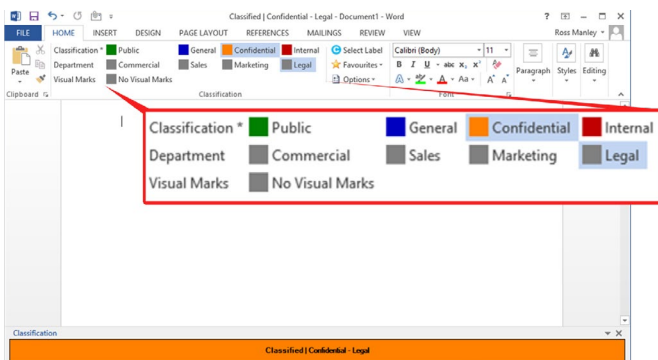 Classified | Confidential - Legal - Document1 - Word
FILE HOME INSERT DESIGN PAGE LAYOUT REFERENCES MAILINGS REVIEW VIEW Ross Manley
Classification * Public General Confidential Internal Select Label Calibri (Body) 11
Department Commercial Sales Marketing Legal Favourites B I U abc x₂ x²
Paste Paragraph Styles Editing
Visual Marks No Visual Marks Options A A Aa A A
Clipboard Classification Font
Classification * Public General Confidential Internal
Department Commercial Sales Marketing Legal
Visual Marks No Visual Marks
Classification
Classified | Confidential - Legal